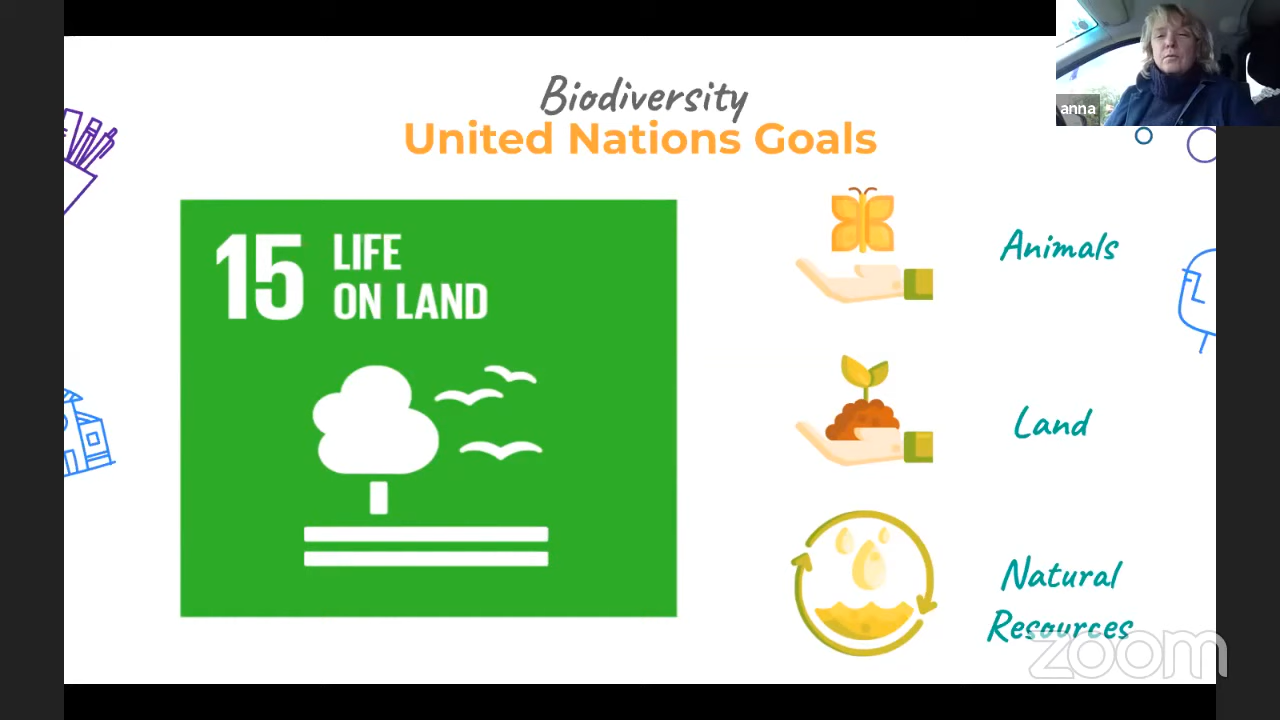 Biodiversity
United Nations Goals
anna
15 LIFE
ON LAND
Animals
Land
Natural
Resources
zoom